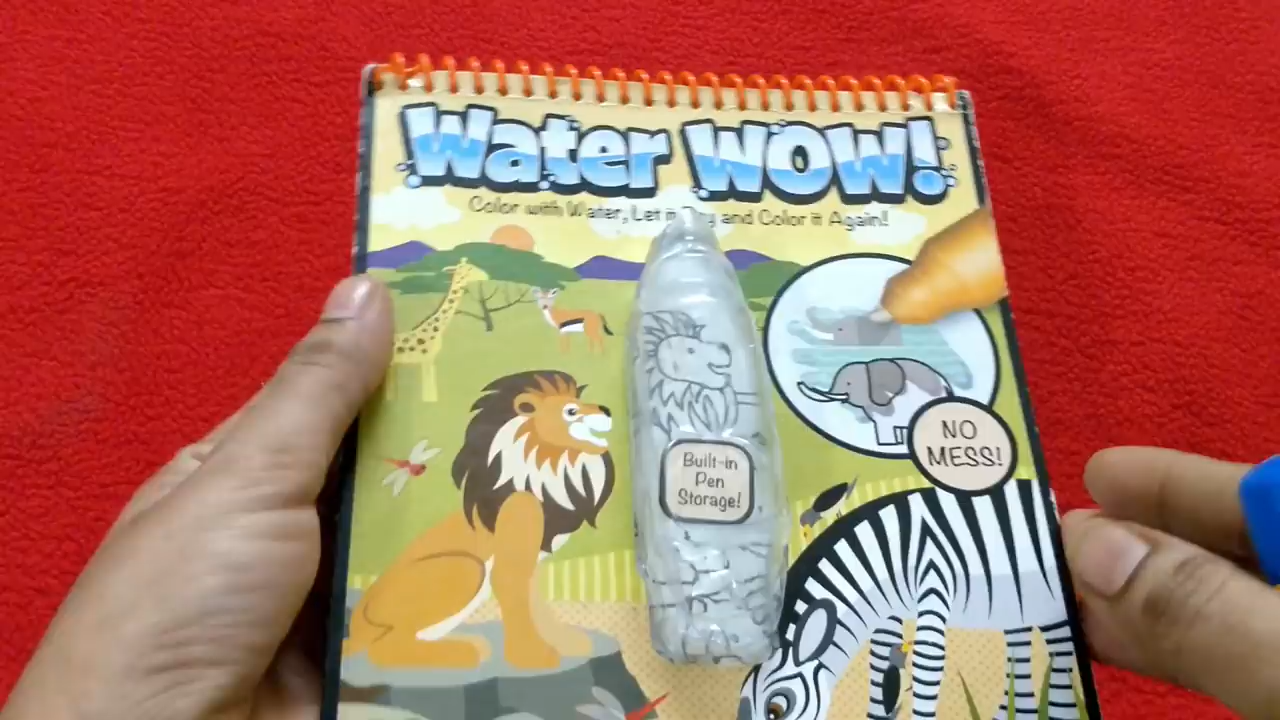 Water WOW!
Color with Water, Let it Dry and Color it Again!
NO
MESS!
Built-in
Pen
Storage!